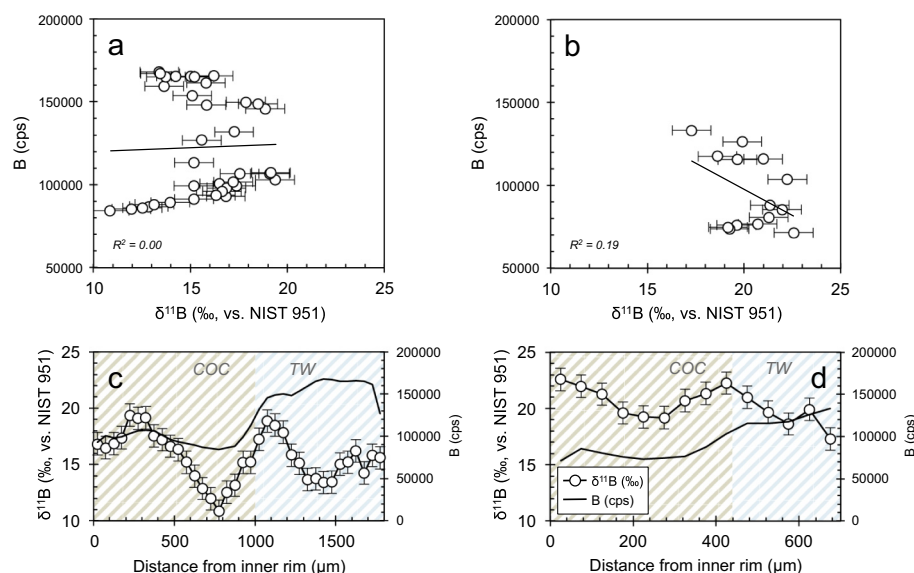 a
200000
150000
100000
50000
B (cps)
R² = 0.00
10 15 20 25
δ¹¹B (‰, vs. NIST 951)
b
200000
150000
100000
50000
B (cps)
R² = 0.19
10 15 20 25
δ¹¹B (‰, vs. NIST 951)
c
COC TW
25
20
15
10
δ¹¹B (‰, vs. NIST 951)
200000
150000
100000
50000
0
B (cps)
0 500 1000 1500
Distance from inner rim (µm)
d
COC TW
25
20
15
10
δ¹¹B (‰, vs. NIST 951)
δ¹¹B (‰)
B (cps)
200000
150000
100000
50000
0
B (cps)
0 200 400 600
Distance from inner rim (µm)